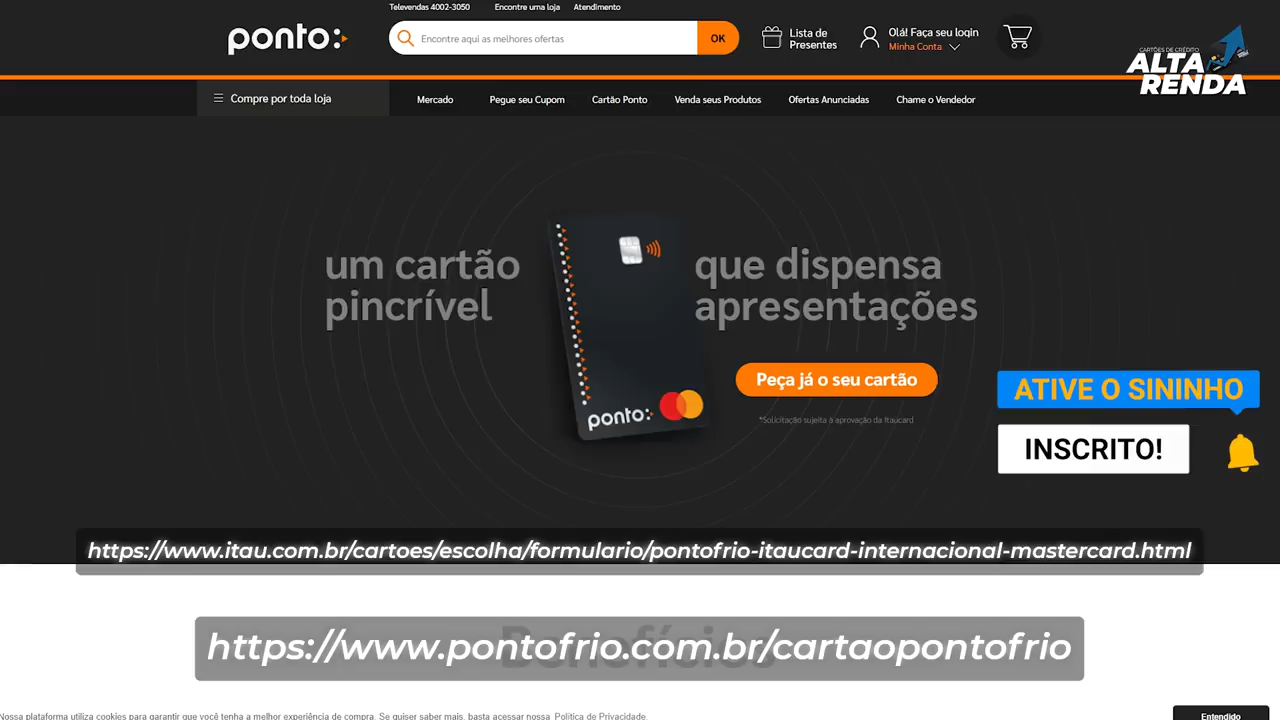 Televendas 4002-3050 Encontre uma loja Atendimento
ponto: Encontre aqui as melhores ofertas OK Lista de Presentes Olá! Faça seu login
Minha Conta
CARTÕES DE CRÉDITO
ALTA
RENDA
Compre por toda loja Mercado Pegue seu Cupom Cartão Ponto Venda seus Produtos Ofertas Anunciadas Chame o Vendedor
um cartão
pincrível
que dispensa
apresentações
Peça já o seu cartão
*Solicitação sujeita à aprovação da Itaucard
ponto:
ATIVE O SININHO
INSCRITO!
https://www.itau.com.br/cartoes/escolha/formulario/pontofrio-itaucard-internacional-mastercard.html
Benefícios
https://www.pontofrio.com.br/cartaopontofrio
Nossa plataforma utiliza cookies para garantir que você tenha a melhor experiência de compra. Se quiser saber mais, basta acessar nossa Política de Privacidade.
Entendido